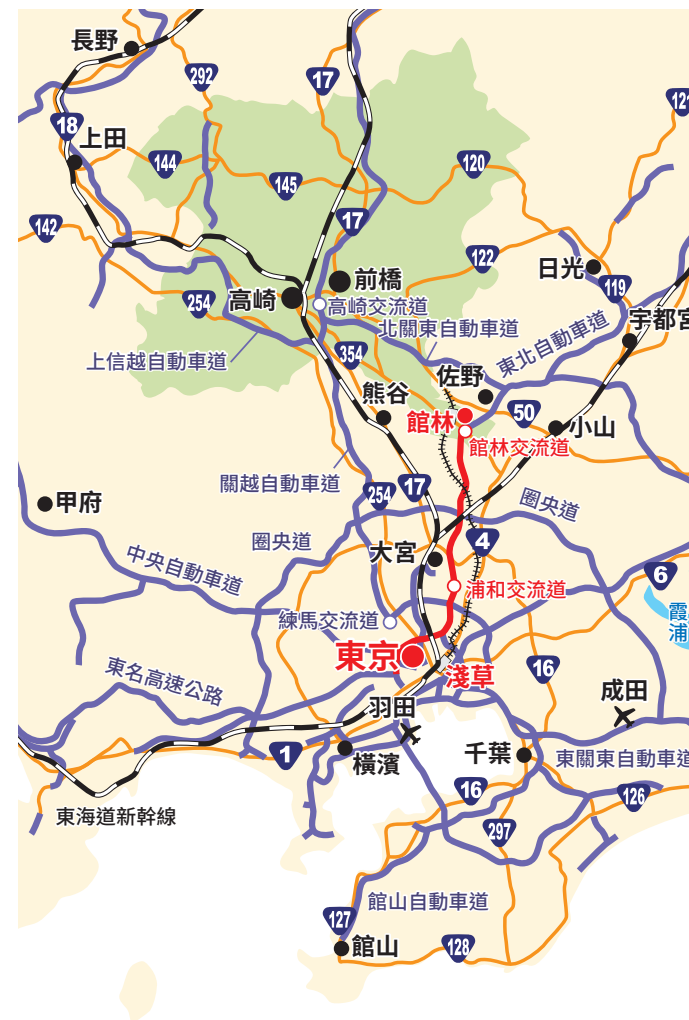 長野
292
17
121
18
上田
144
145
120
142
17
122
日光
119
前橋
高崎
254
高崎交流道
北關東自動車道
宇都宮
東北自動車道
上信越自動車道
354
佐野
熊谷
館林
50
小山
館林交流道
關越自動車道
254
17
甲府
圈央道
圈央道
4
大宮
中央自動車道
6
浦和交流道
霞
浦
練馬交流道
東京
淺草
16
東名高速公路
成田
羽田
1
橫濱
千葉
東關東自動車道
16
126
東海道新幹線
297
館山自動車道
127
館山
128